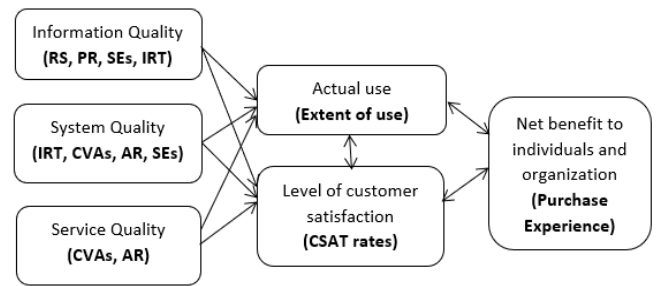 Information Quality
(RS, PR, SEs, IRT)
System Quality
(IRT, CVAs, AR, SEs)
Service Quality
(CVAs, AR)
Actual use
(Extent of use)
Level of customer
satisfaction
(CSAT rates)
Net benefit to
individuals and
organization
(Purchase
Experience)